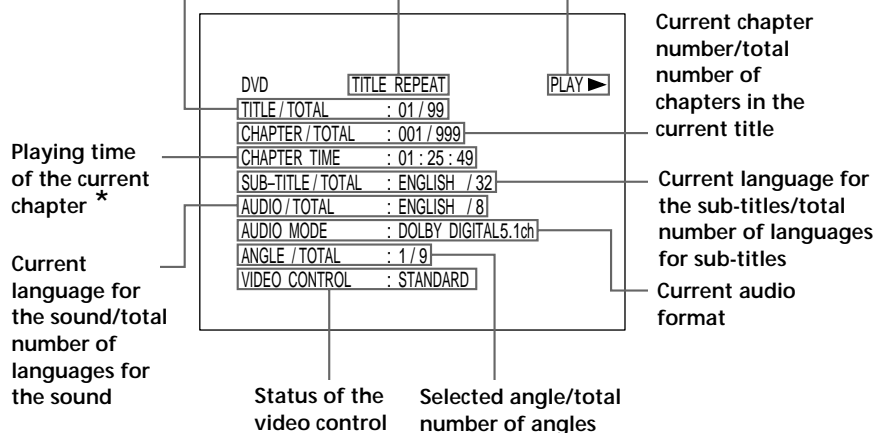 Current chapter
number/total
number of
chapters in the
current title
DVD TITLE REPEAT PLAY
TITLE / TOTAL : 01 / 99
CHAPTER / TOTAL : 001 / 999
CHAPTER TIME : 01 : 25 : 49
SUB–TITLE / TOTAL : ENGLISH / 32
AUDIO / TOTAL : ENGLISH / 8
AUDIO MODE : DOLBY DIGITAL5.1ch
ANGLE / TOTAL : 1 / 9
VIDEO CONTROL : STANDARD
Playing time
of the current
chapter *
Current
language for
the sound/total
number of
languages for
the sound
Current language for
the sub-titles/total
number of languages
for sub-titles
Current audio
format
Status of the
video control
Selected angle/total
number of angles